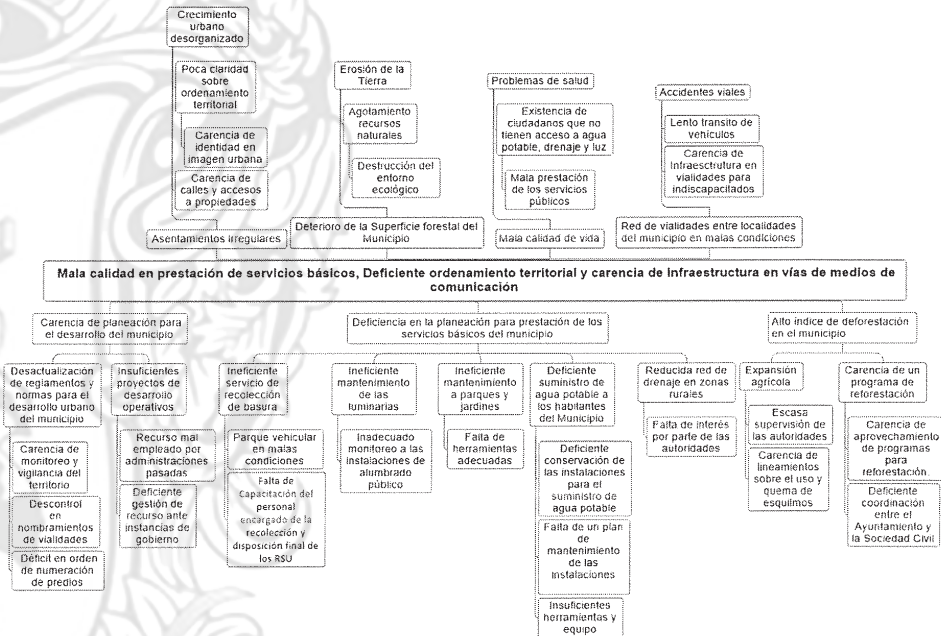 Crecimiento
urbano
desorganizado
Poca claridad
sobre
ordenamiento
territorial
Carencia de
identidad en
imagen urbana
Carencia de
calles y accesos
a propiedades
Asentamientos irregulares
Erosión de la
Tierra
Agotamiento
recursos
naturales
Destrucción del
entorno
ecológico
Deterioro de la Superficie forestal del
Municipio
Problemas de salud
Existencia de
ciudadanos que no
tienen acceso a agua
potable, drenaje y luz
Mala prestación
de los servicios
públicos
Mala calidad de vida
Accidentes viales
Lento transito de
vehículos
Carencia de
Infraesctrutura en
vialidades para
indiscapacitados
Red de vialidades entre localidades
del municipio en malas condiciones
Mala calidad en prestación de servicios básicos, Deficiente ordenamiento territorial y carencia de Infraestructura en vías de medios de
comunicación
Carencia de planeación para
el desarrollo del municipio
Desactualización
de reglamentos y
normas para el
desarrollo urbano
del municipio
Carencia de
monitoreo y
vigilancia del
territorio
Descontrol
en
nombramientos
de vialidades
Déficit en orden
de numeración
de predios
Insuficientes
proyectos de
desarrollo
operativos
Recurso mal
empleado por
administraciones
pasadas
Deficiente
gestión de
recurso ante
instancias de
gobierno
Deficiencia en la planeación para prestación de los
servicios básicos del municipio
Ineficiente
servicio de
recolección
de basura
Parque vehicular
en malas
condiciones
Falta de
Capacitación del
personal
encargado de la
recolección y
disposición final de
los RSU
Ineficiente
mantenimiento
de las
luminarias
Inadecuado
monitoreo a las
instalaciones de
alumbrado
público
Ineficiente
mantenimiento
a parques y
jardines
Falta de
herramientas
adecuadas
Deficiente
suministro de
agua potable a
los habitantes
del Municipio
Deficiente
conservación de
las instalaciones
para el
suministro de
agua potable
Falta de un plan
de
mantenimiento
de las
Instalaciones
Insuficientes
herramientas y
equipo
Reducida red de
drenaje en zonas
rurales
Falta de interés
por parte de las
autoridades
Alto índice de deforestación
en el municipio
Expansión
agrícola
Escasa
supervisión de
las autoridades
Carencia de
lineamientos
sobre el uso y
quema de
esquilmos
Carencia de un
programa de
reforestación
Carencia de
aprovechamiento
de programas
para
reforestación.
Deficiente
coordinación
entre el
Ayuntamiento y
la Sociedad Civil